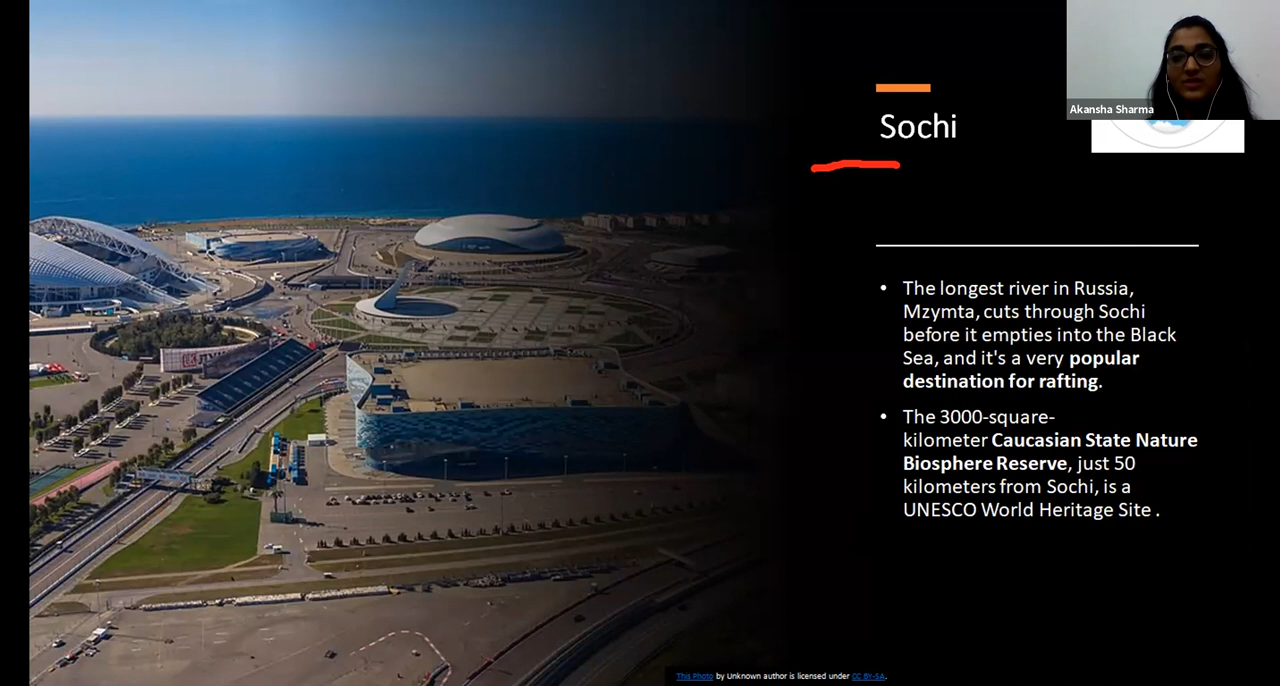 Akansha Sharma
Sochi
• The longest river in Russia,
Mzymta, cuts through Sochi
before it empties into the Black
Sea, and it's a very popular
destination for rafting.
• The 3000-square-
kilometer Caucasian State Nature
Biosphere Reserve, just 50
kilometers from Sochi, is a
UNESCO World Heritage Site .
This Photo by Unknown author is licensed under CC BY-SA.